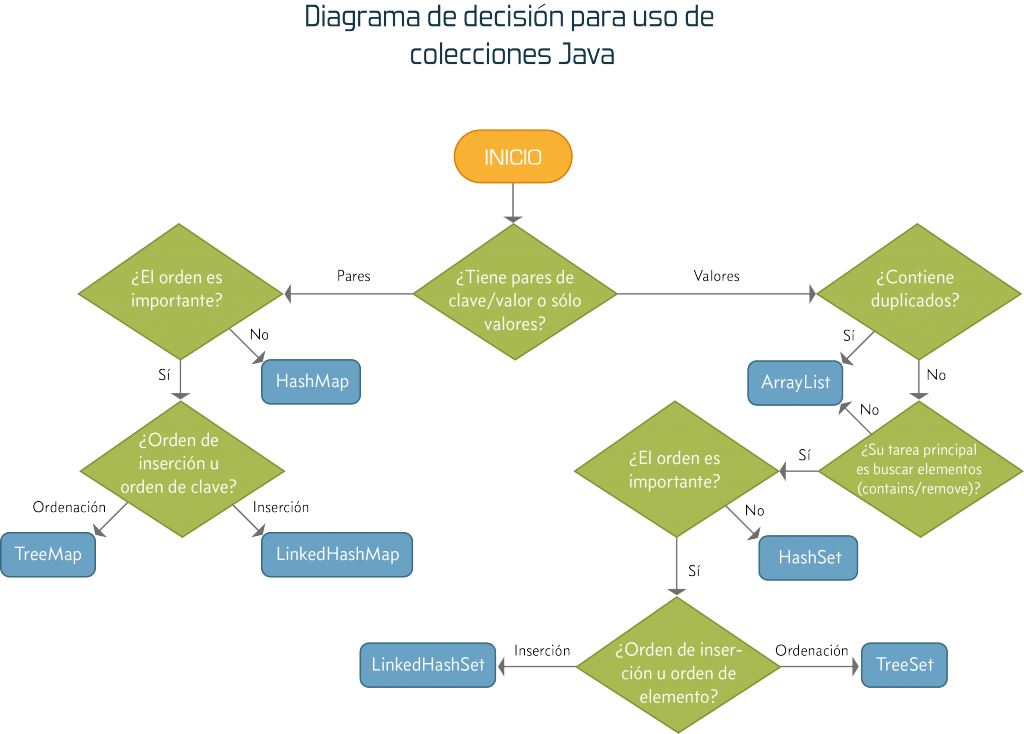 Diagrama de decisión para uso de
colecciones Java
INICIO
¿El orden es
importante?
Pares
¿Tiene pares de
clave/valor o sólo
valores?
Valores
¿Contiene
duplicados?
No
HashMap
Sí
Sí
ArrayList
No
No
¿Orden de
inserción u
orden de clave?
¿El orden es
importante?
Sí
¿Su tarea principal
es buscar elementos
(contains/remove)?
Ordenación
Inserción
TreeMap
LinkedHashMap
No
HashSet
Sí
LinkedHashSet
Inserción
¿Orden de inser-
ción u orden de
elemento?
Ordenación
TreeSet